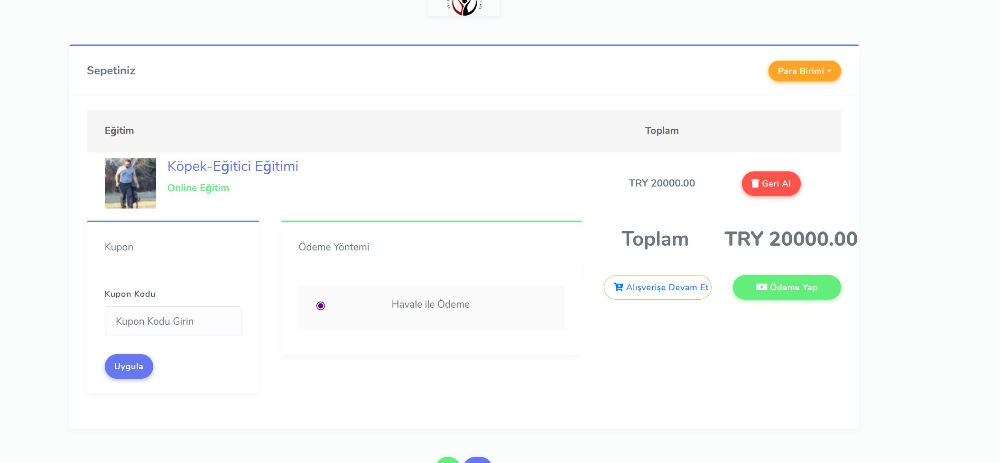 Sepetiniz
Para Birimi
Eğitim
Toplam
Köpek-Eğitici Eğitimi
Online Eğitim
TRY 20000.00
Geri Al
Toplam
TRY 20000.00
Kupon
Ödeme Yöntemi
Alışverişe Devam Et
Ödeme Yap
Kupon Kodu
Havale ile Ödeme
Kupon Kodu Girin
Uygula